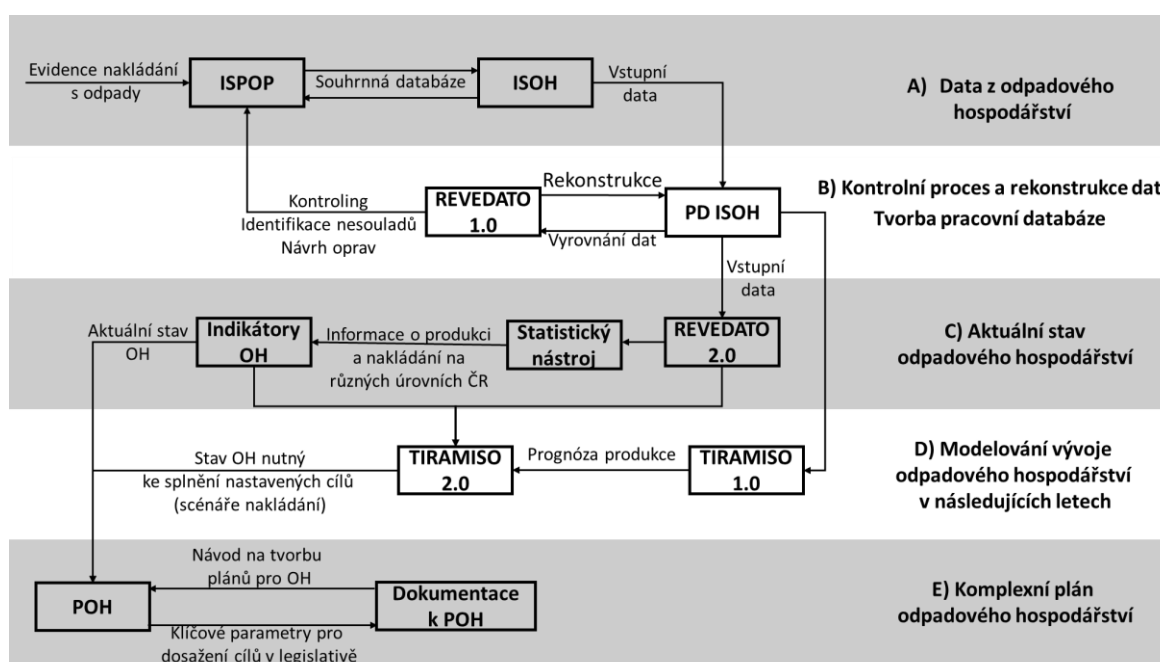 Evidence nakládání
s odpady
ISPOP
Souhrnná databáze
ISOH
Vstupní
data
A) Data z odpadového
hospodářství
Kontroling
Identifikace nesouladů
Návrh oprav
REVEDATO
1.0
Rekonstrukce
Vyrovnání dat
PD ISOH
B) Kontrolní proces a rekonstrukce dat
Tvorba pracovní databáze
Vstupní
data
Aktuální stav
OH
Indikátory
OH
Informace o produkci
a nakládání na
různých úrovních ČR
Statistický
nástroj
REVEDATO
2.0
C) Aktuální stav
odpadového hospodářství
Stav OH nutný
ke splnění nastavených cílů
(scénáře nakládání)
TIRAMISO
2.0
Prognóza produkce
TIRAMISO
1.0
D) Modelování vývoje
odpadového hospodářství
v následujících letech
POH
Návod na tvorbu
plánů pro OH
Klíčové parametry pro
dosažení cílů v legislativě
Dokumentace
k POH
E) Komplexní plán
odpadového hospodářství